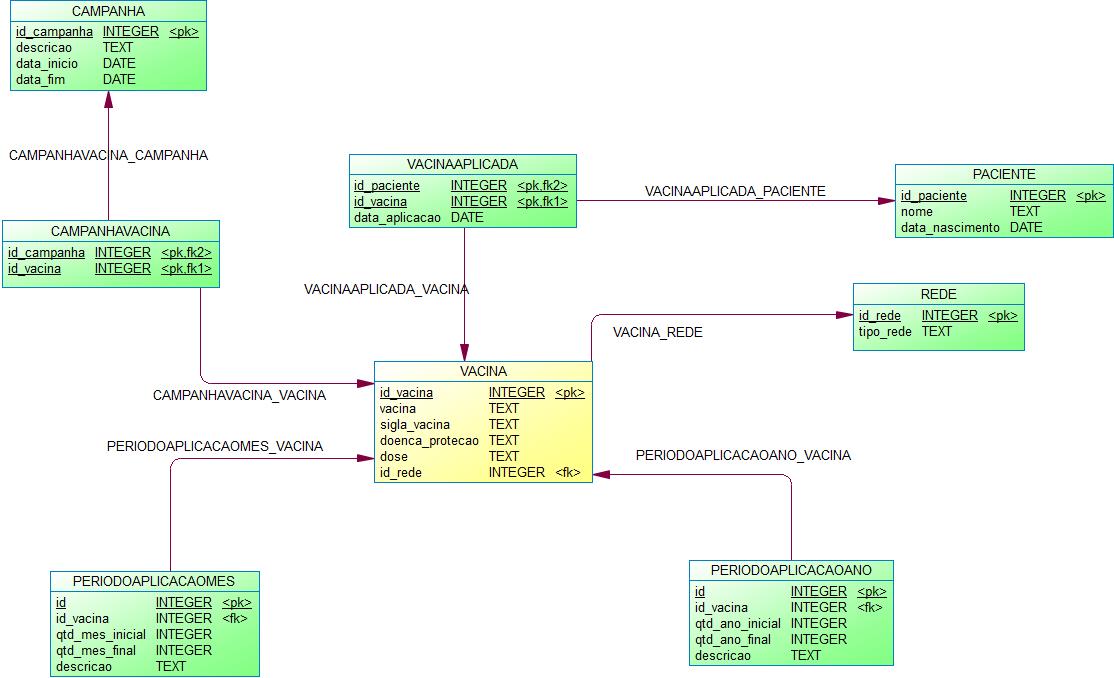 CAMPANHA
id_campanha INTEGER <pk>
descricao TEXT
data_inicio DATE
data_fim DATE
CAMPANHAVACINA_CAMPANHA
CAMPANHAVACINA
id_campanha INTEGER <pk,fk2>
id_vacina INTEGER <pk,fk1>
VACINAAPLICADA
id_paciente INTEGER <pk,fk2>
id_vacina INTEGER <pk,fk1>
data_aplicacao DATE
VACINAAPLICADA_PACIENTE
PACIENTE
id_paciente INTEGER <pk>
nome TEXT
data_nascimento DATE
VACINAAPLICADA_VACINA
REDE
id_rede INTEGER <pk>
tipo_rede TEXT
VACINA_REDE
CAMPANHAVACINA_VACINA
VACINA
id_vacina INTEGER <pk>
vacina TEXT
sigla_vacina TEXT
doenca_protecao TEXT
dose TEXT
id_rede INTEGER <fk>
PERIODOAPLICACAOMES_VACINA
PERIODOAPLICACAOANO_VACINA
PERIODOAPLICACAOMES
id INTEGER <pk>
id_vacina INTEGER <fk>
qtd_mes_inicial INTEGER
qtd_mes_final INTEGER
descricao TEXT
PERIODOAPLICACAOANO
id INTEGER <pk>
id_vacina INTEGER <fk>
qtd_ano_inicial INTEGER
qtd_ano_final INTEGER
descricao TEXT